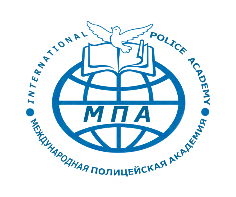 INTERNATIONAL POLICE ACADEMY
МПА
МЕЖДУНАРОДНАЯ ПОЛИЦЕЙСКАЯ АКАДЕМИЯ